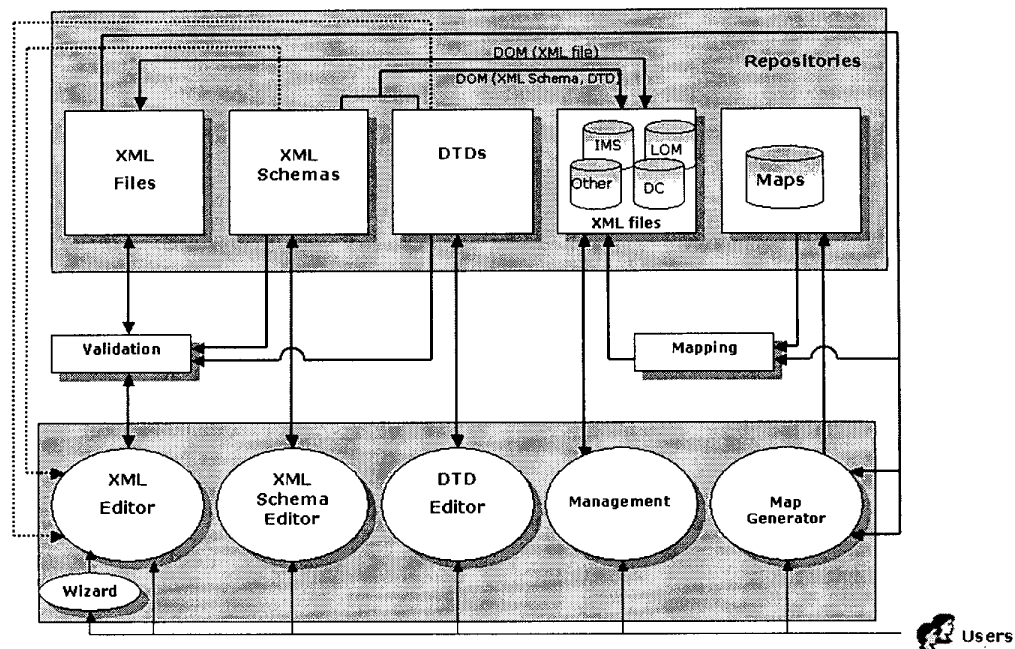 DOM (XML file)
Repositories
DOM (XML Schema, DTD)
XML
Files
XML
Schemas
DTDs
IMS
LOM
Other
DC
XML files
Maps
Validation
Mapping
XML
Editor
XML
Schema
Editor
DTD
Editor
Management
Map
Generator
Wizard
Users